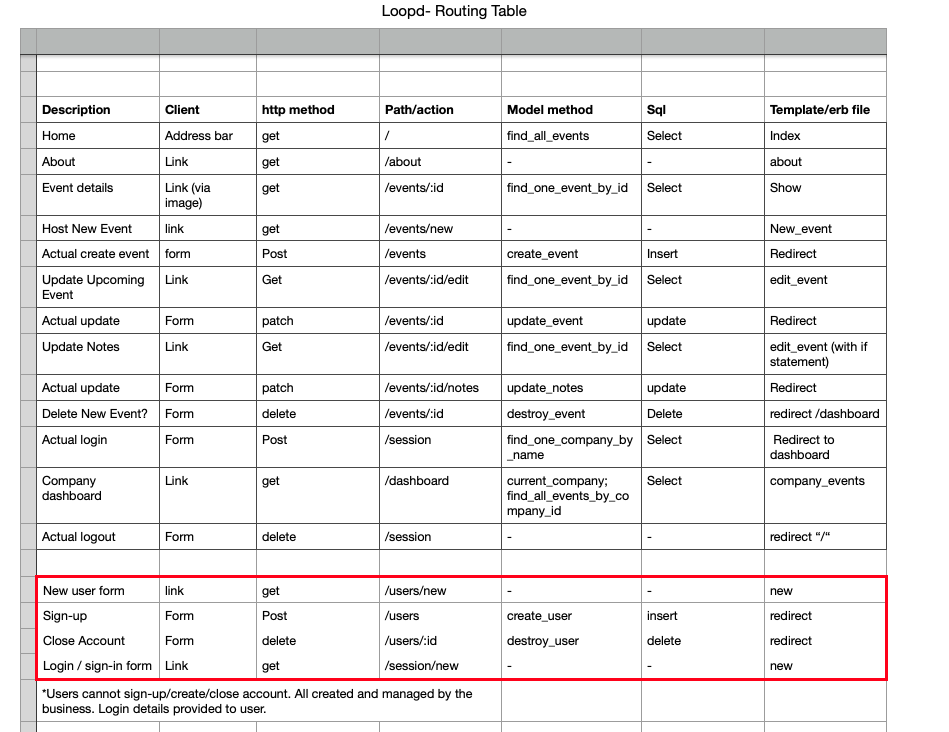 Loopd- Routing Table
Description Client http method Path/action Model method Sql Template/erb file
Home Address bar get / find_all_events Select Index
About Link get /about - - about
Event details Link (via image) get /events/:id find_one_event_by_id Select Show
Host New Event link get /events/new - - New_event
Actual create event form Post /events create_event Insert Redirect
Update Upcoming Event Link Get /events/:id/edit find_one_event_by_id Select edit_event
Actual update Form patch /events/:id update_event update Redirect
Update Notes Link Get /events/:id/edit find_one_event_by_id Select edit_event (with if statement)
Actual update Form patch /events/:id/notes update_notes update Redirect
Delete New Event? Form delete /events/:id destroy_event Delete redirect /dashboard
Actual login Form Post /session find_one_company_by_name Select Redirect to dashboard
Company dashboard Link get /dashboard current_company; find_all_events_by_company_id Select company_events
Actual logout Form delete /session - - redirect “/“
New user form link get /users/new - - new
Sign-up Form Post /users create_user insert redirect
Close Account Form delete /users/:id destroy_user delete redirect
Login / sign-in form Link get /session/new - - new
*Users cannot sign-up/create/close account. All created and managed by the
business. Login details provided to user.